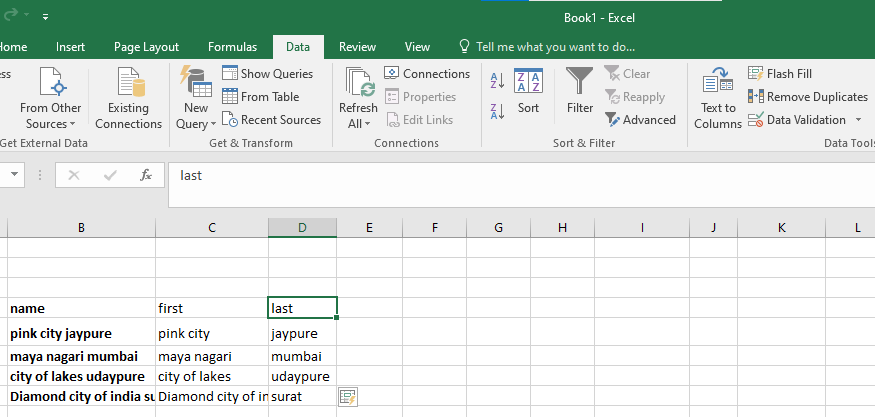 Book1 - Excel
Home Insert Page Layout Formulas Data Review View Tell me what you want to do...
ss Show Queries Connections Clear Flash Fill
From Table Properties Reapply Remove Duplicates
From Other Sources Existing Connections New Query Recent Sources Refresh All Edit Links Sort Filter Advanced Text to Columns Data Validation
Get External Data Get & Transform Connections Sort & Filter Data Tools
fx last
B C D E F G H I J K L
name first last
pink city jaypure pink city jaypure
maya nagari mumbai maya nagari mumbai
city of lakes udaypure city of lakes udaypure
Diamond city of india su Diamond city of in surat